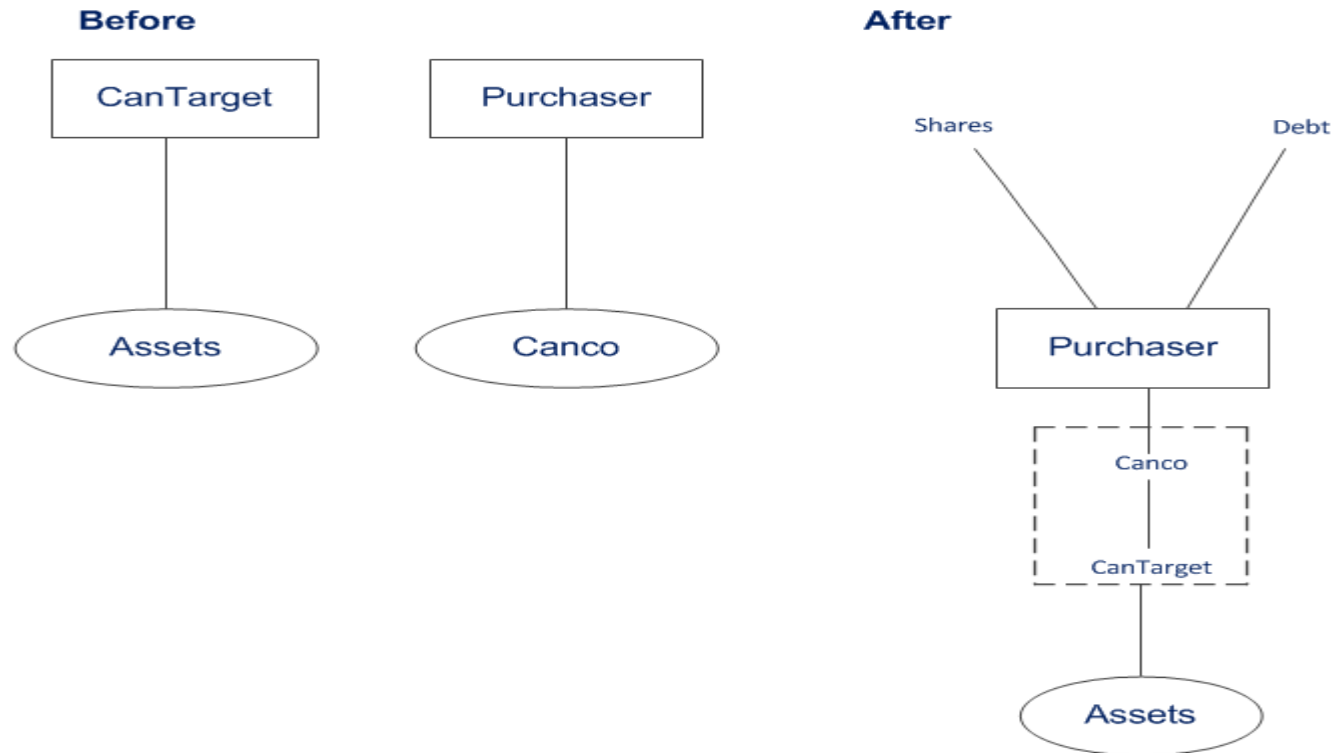 Before
CanTarget
Purchaser
Assets
Canco
After
Shares
Debt
Purchaser
Canco
CanTarget
Assets